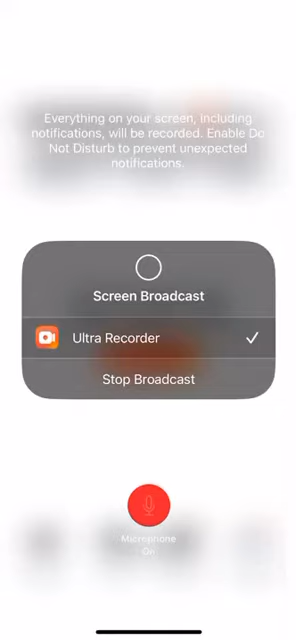 Everything on your screen, including
notifications, will be recorded. Enable Do
Not Disturb to prevent unexpected
notifications.
Screen Broadcast
Ultra Recorder
Stop Broadcast
Microphone
On